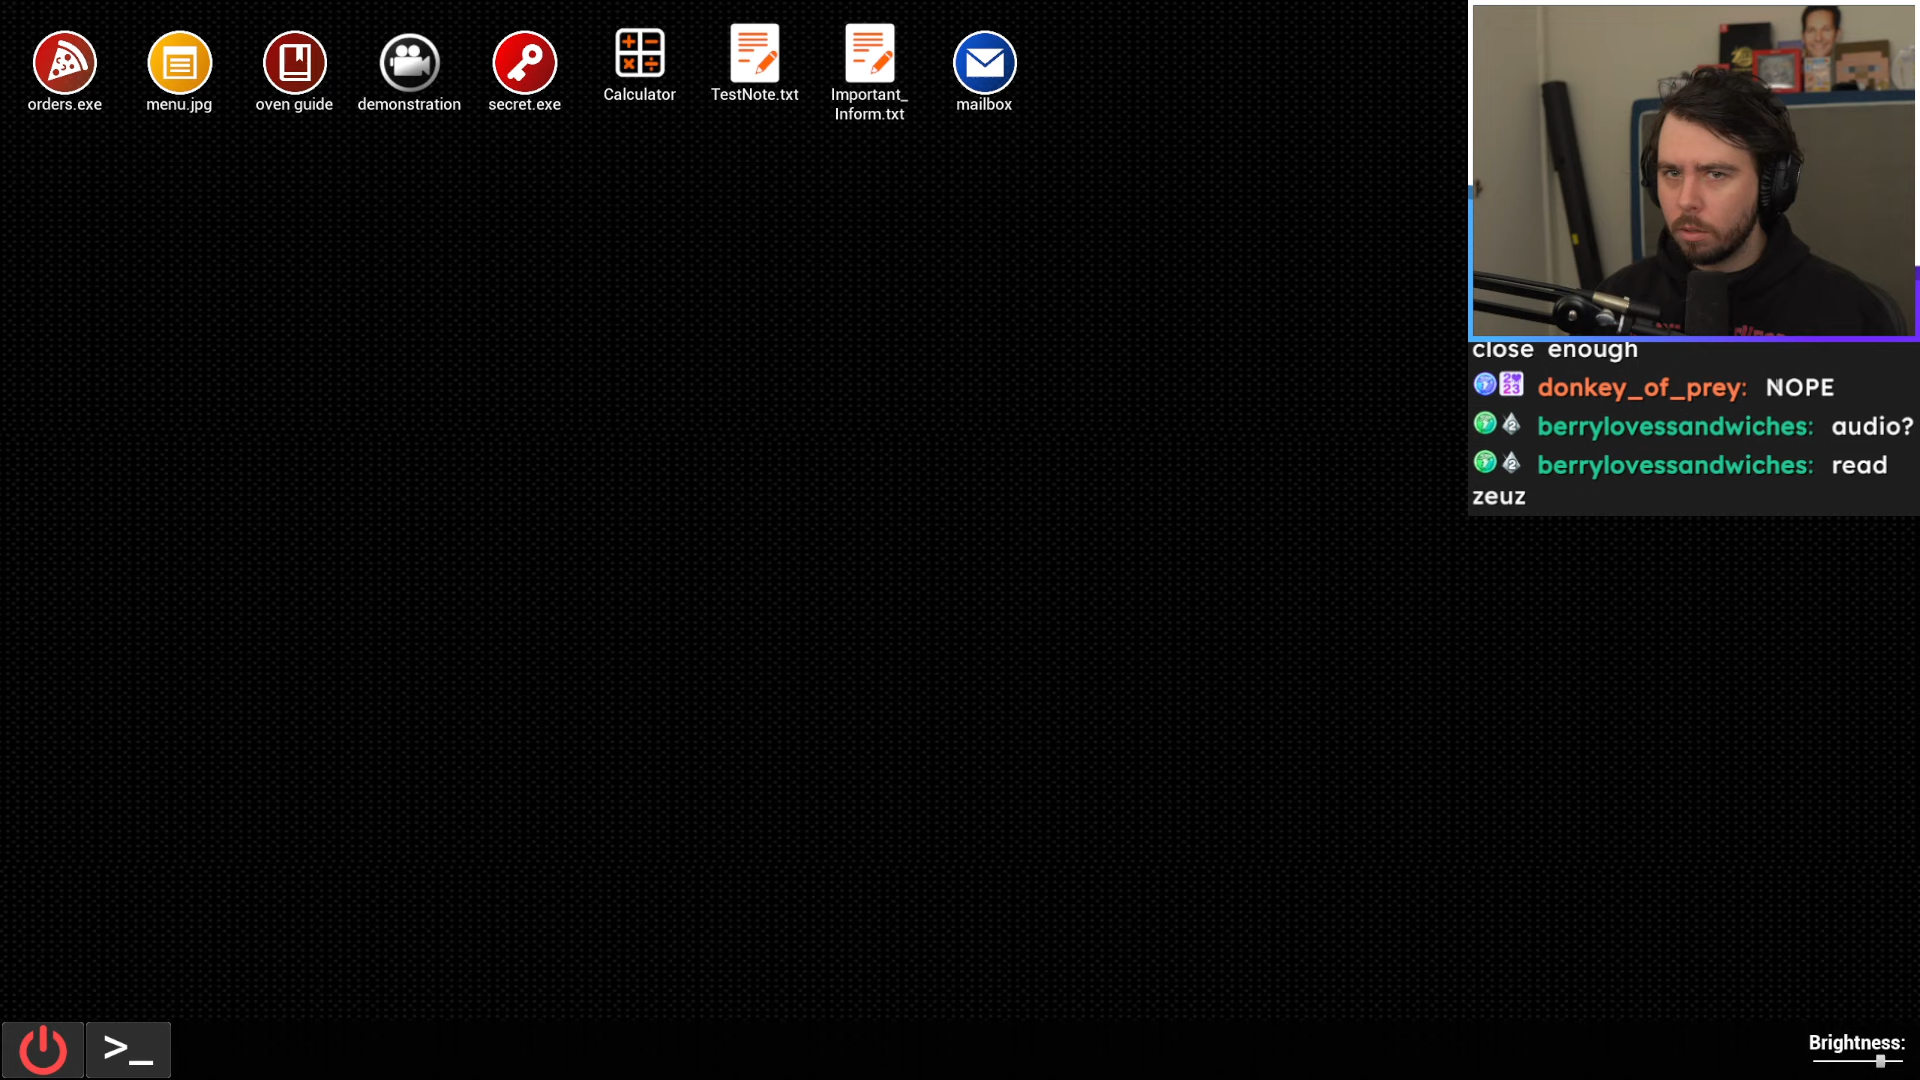 orders.exe
menu.jpg
oven guide
demonstration
secret.exe
Calculator
TestNote.txt
Important_
Inform.txt
mailbox
close enough
donkey_of_prey: NOPE
berrylovessandwiches: audio?
berrylovessandwiches: read
zeuz
>_
Brightness: